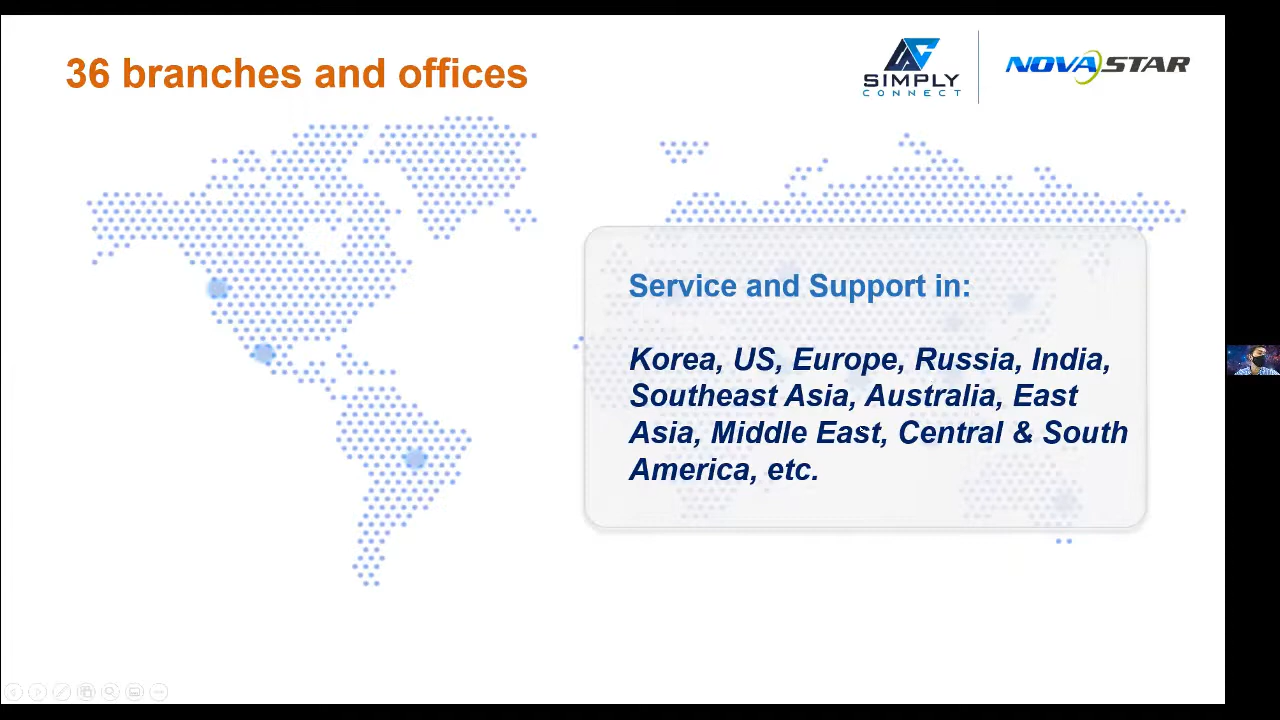 36 branches and offices
SIMPLY
CONNECT
NOVASTAR
Service and Support in:
Korea, US, Europe, Russia, India,
Southeast Asia, Australia, East
Asia, Middle East, Central & South
America, etc.